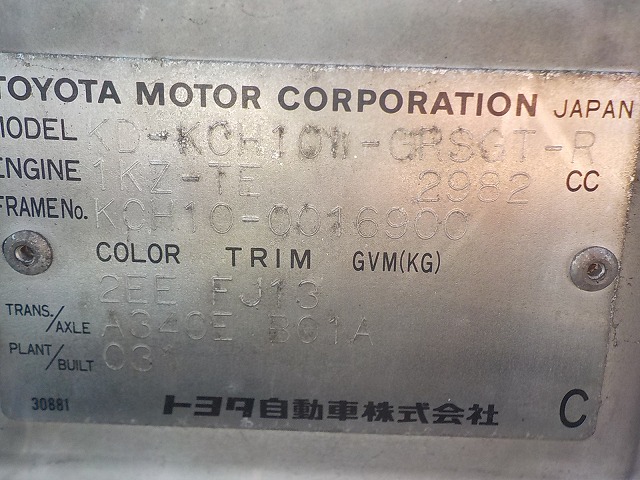 TOYOTA MOTOR CORPORATION JAPAN
MODEL KD-KCH10W-GRSGT-R
ENGINE 1KZ-TE 2982 CC
FRAME No. KCH10-0016900
COLOR TRIM GVM(KG)
2EE FJ13
TRANS./AXLE A340E B01A
PLANT/BUILT 03
30881 トヨタ自動車株式会社 C